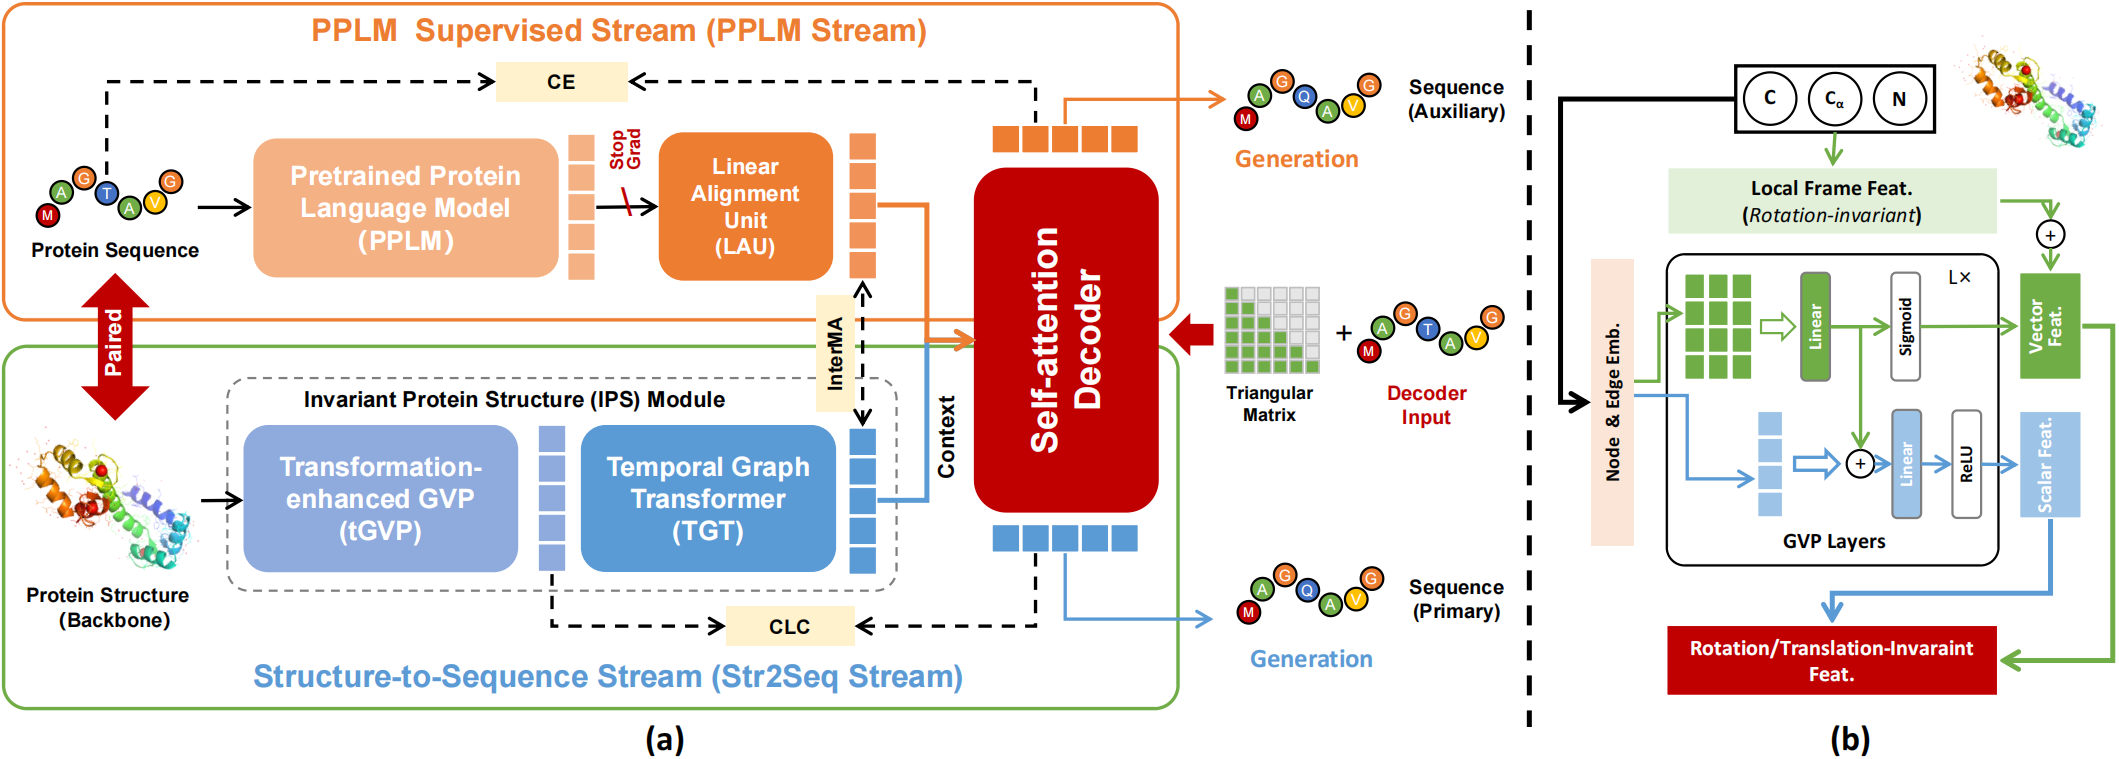 PPLM Supervised Stream (PPLM Stream)
CE
M A G T A V G
Protein Sequence
Pretrained Protein
Language Model
(PPLM)
Stop
Grad
Linear
Alignment
Unit
(LAU)
Paired
InterMA
Invariant Protein Structure (IPS) Module
Transformation-
enhanced GVP
(tGVP)
Temporal Graph
Transformer
(TGT)
Context
Protein Structure
(Backbone)
CLC
Structure-to-Sequence Stream (Str2Seq Stream)
Self-attention
Decoder
M A G Q A V G
Sequence
(Auxiliary)
Generation
Triangular
Matrix
+
M A G T A V G
Decoder
Input
M A G Q A V G
Sequence
(Primary)
Generation
(a)
C Cα N
Local Frame Feat.
(Rotation-invariant)
+
Node & Edge Emb.
L×
Linear
Sigmoid
Vector
Feat.
+
Linear
ReLU
Scalar Feat.
GVP Layers
Rotation/Translation-Invaraint
Feat.
(b)